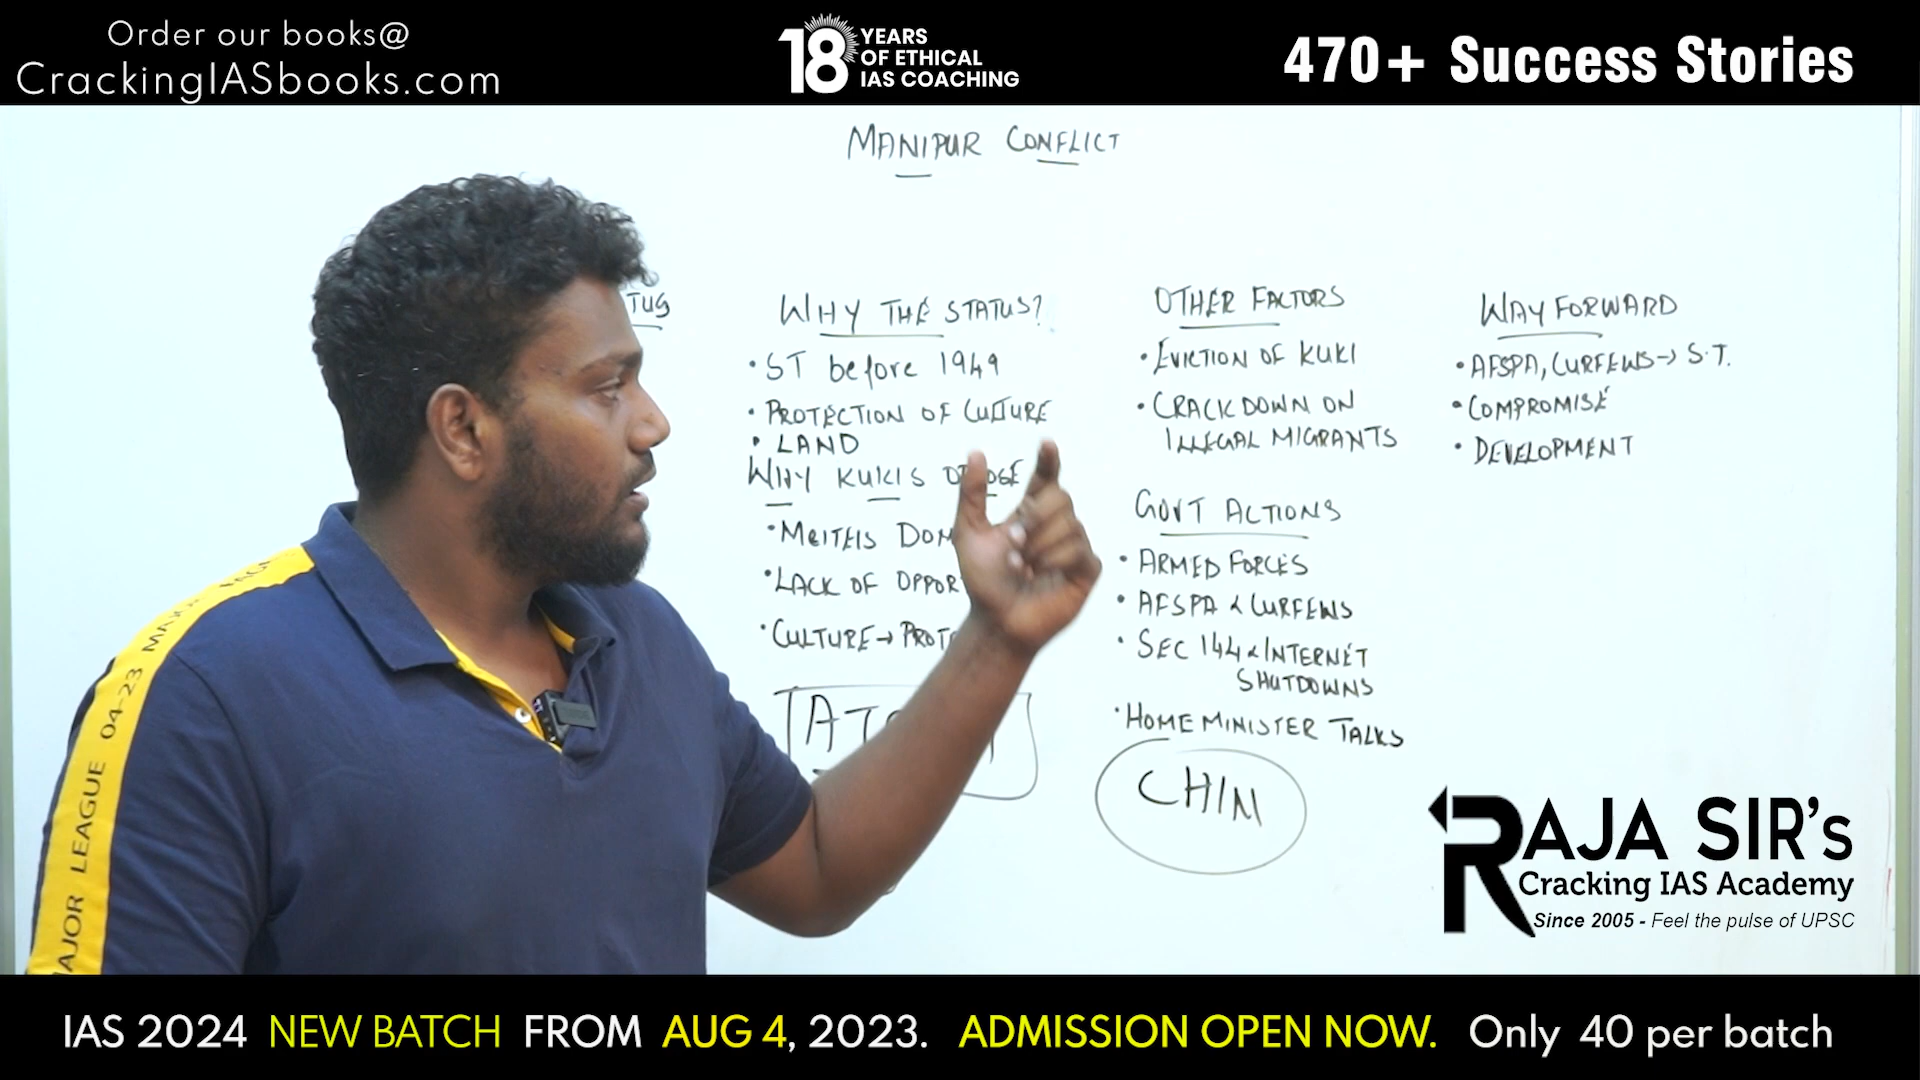 Order our books@
CrackingIASbooks.com
18 YEARS
OF ETHICAL
IAS COACHING
470+ Success Stories
MANIPUR CONFLICT
WHY THE STATUS?
• ST before 1949
• PROTECTION OF CULTURE
• LAND
WHY KUKIS
• MEITEIS
• LACK OF
• CULTURE →
OTHER FACTORS
• EVICTION OF KUKI
• CRACKDOWN ON
ILLEGAL MIGRANTS
GOVT ACTIONS
• ARMED FORCES
• AFSPA & CURFEWS
• SEC 144 & INTERNET
SHUTDOWNS
• HOME MINISTER TALKS
CHIN
WAY FORWARD
• AFSPA, CURFEWS → S.T.
• COMPROMISE
• DEVELOPMENT
MAJOR LEAGUE 04-23
RAJA SIR's
Cracking IAS Academy
Since 2005 - Feel the pulse of UPSC
IAS 2024 NEW BATCH FROM AUG 4, 2023. ADMISSION OPEN NOW. Only 40 per batch